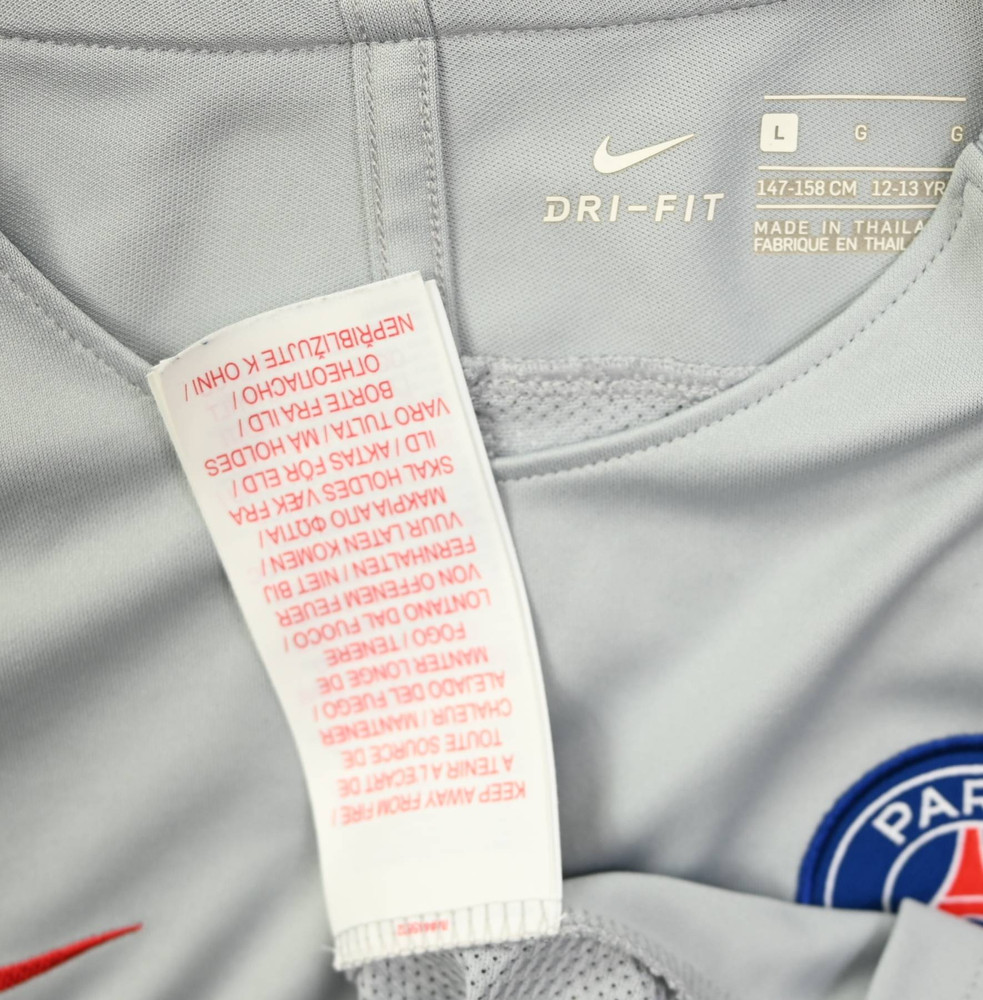 L G G
147-158 CM 12-13 YR
DRI-FIT
MADE IN THAILA
FABRIQUE EN THAIL
KEEP AWAY FROM FIRE /
A TENIR A L'ECART DE
TOUTE SOURCE DE
CHALEUR / MANTENER
ALEJADO DEL FUEGO /
MANTER LONGE DE
FOGO / TENERE
LONTANO DAL FUOCO /
VON OFFENEM FEUER
FERNHALTEN / NIET BIJ
VUUR LATEN KOMEN /
ΜΑΚΡΙΑ ΑΠΟ ΦΩΤΙΑ /
SKAL HOLDES VÆK FRA
ILD / AKTAS FÖR ELD /
VARO TULTA / MÅ HOLDES
BORTE FRA ILD /
ОГНЕОПАСНО /
NEPŘIBLIŽUJTE K OHNI /
PAR